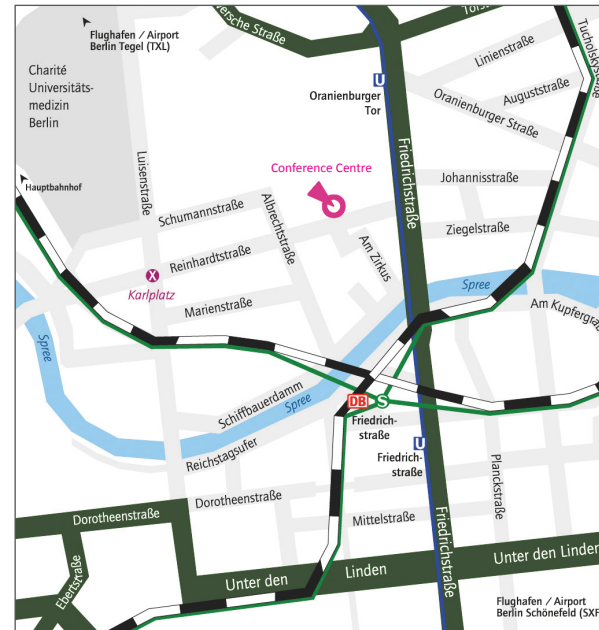 Flughafen / Airport
Berlin Tegel (TXL)
Charité
Universitäts-
medizin
Berlin
Hauptbahnhof
Luisenstraße
U
Oranienburger
Tor
Linienstraße
Auguststraße
Oranienburger Straße
Tucholskystraße
Friedrichstraße
Conference Centre
Johannisstraße
Ziegelstraße
Schumannstraße
Albrechtstraße
Am Zirkus
Reinhardtstraße
X
Karlplatz
Marienstraße
Spree
Spree
Spree
Schiffbauerdamm
Reichstagsufer
DB
S
Friedrich-
straße
U
Friedrich-
straße
Planckstraße
Dorotheenstraße
Dorotheenstraße
Mittelstraße
Friedrichstraße
Ebertstraße
Unter den
Linden
Unter den Linden
Flughafen / Airport
Berlin Schönefeld (SXF